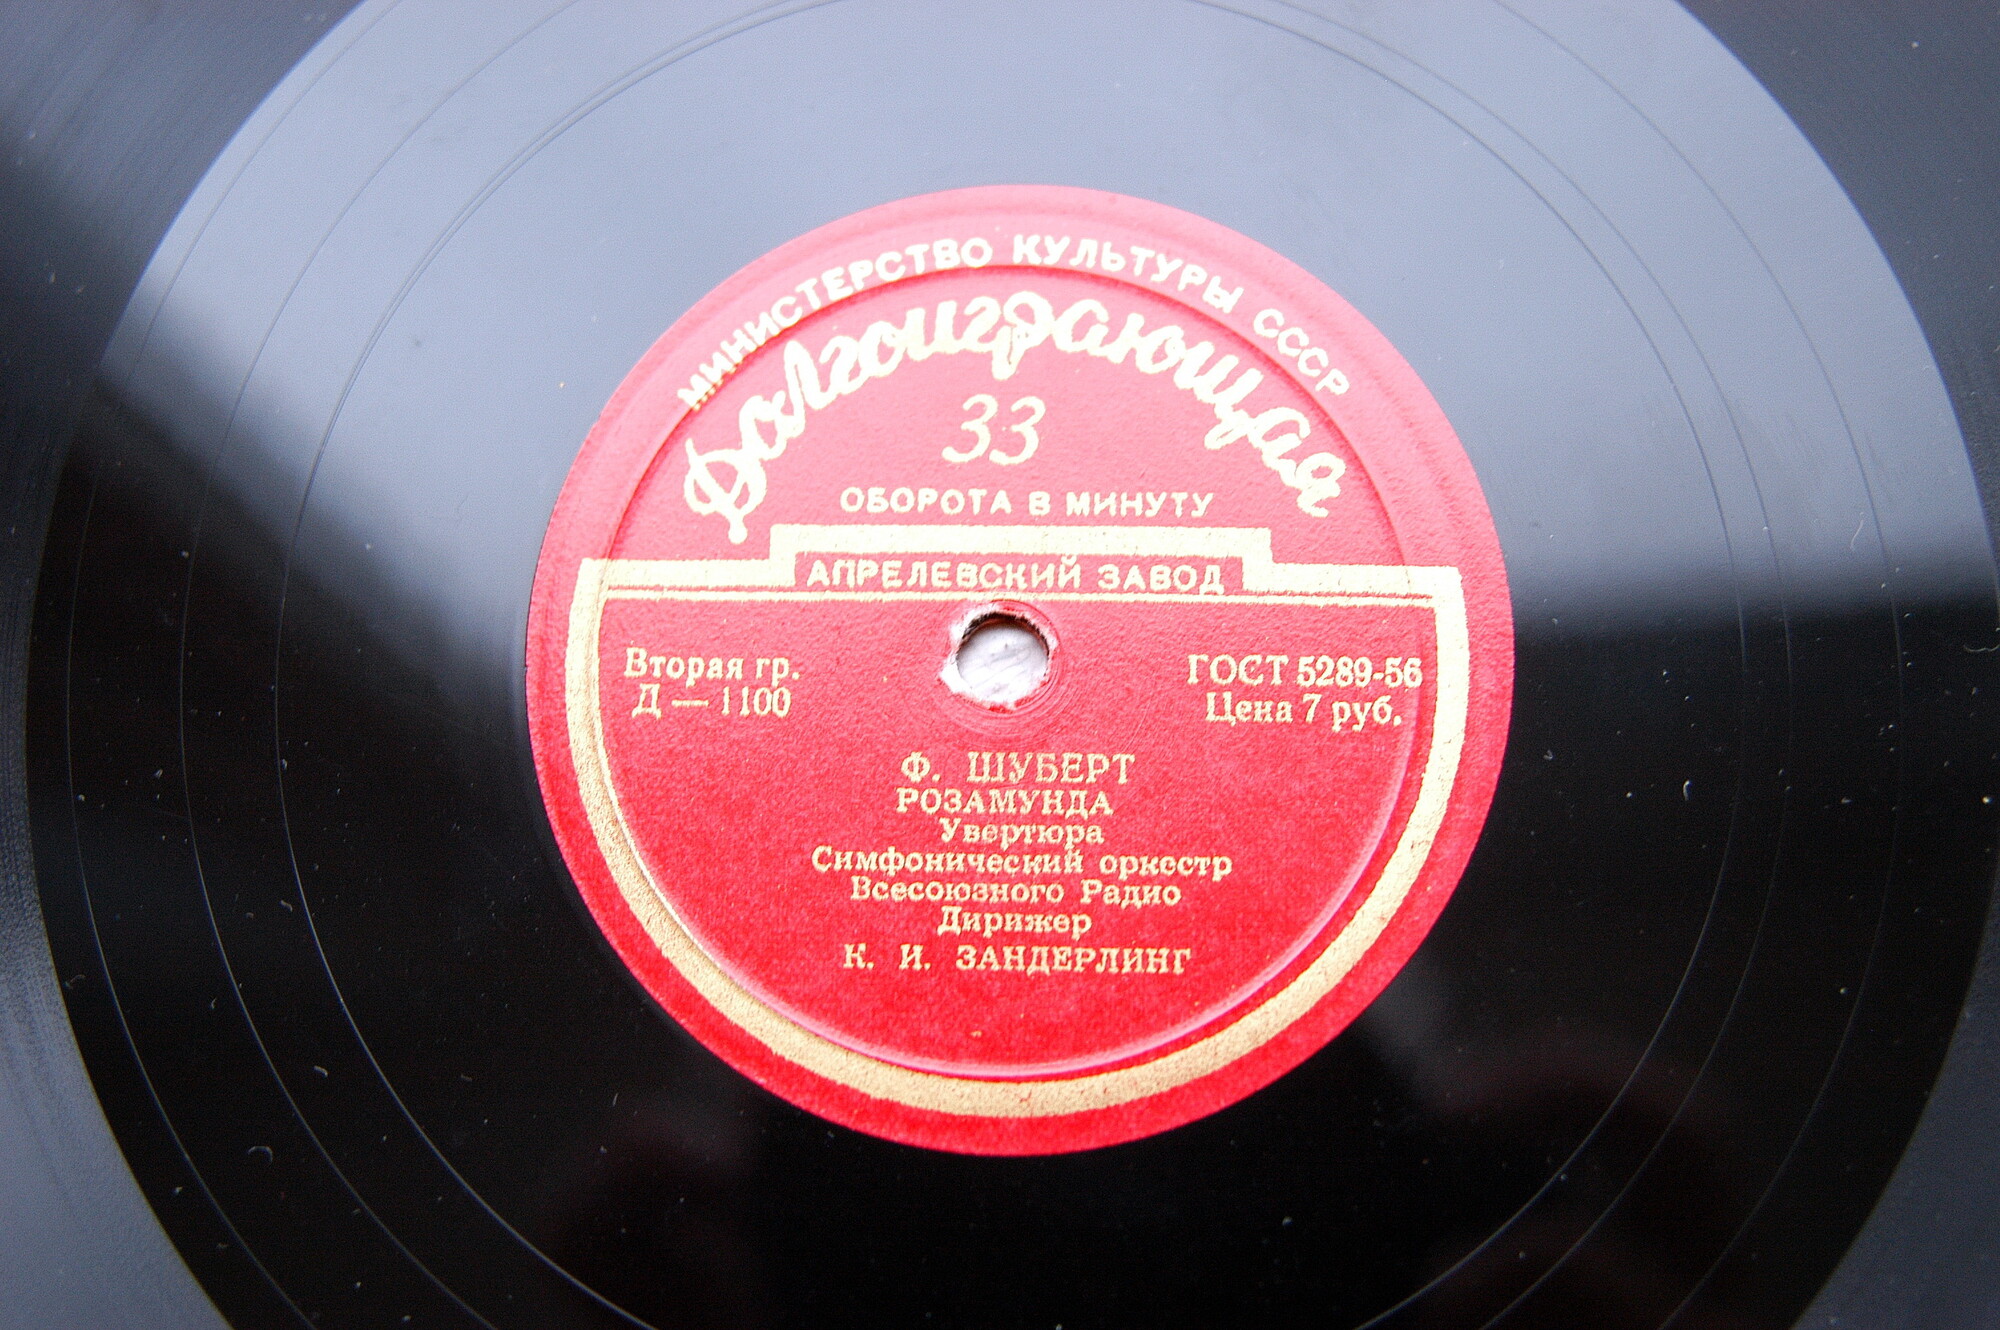 МИНИСТЕРСТВО КУЛЬТУРЫ СССР
Долгоиграющая
33
ОБОРОТА В МИНУТУ
АПРЕЛЕВСКИЙ ЗАВОД
Вторая гр.
Д — 1100
ГОСТ 5289-56
Цена 7 руб.
Ф. ШУБЕРТ
РОЗАМУНДА
Увертюра
Симфонический оркестр
Всесоюзного Радио
Дирижер
К. И. ЗАНДЕРЛИНГ